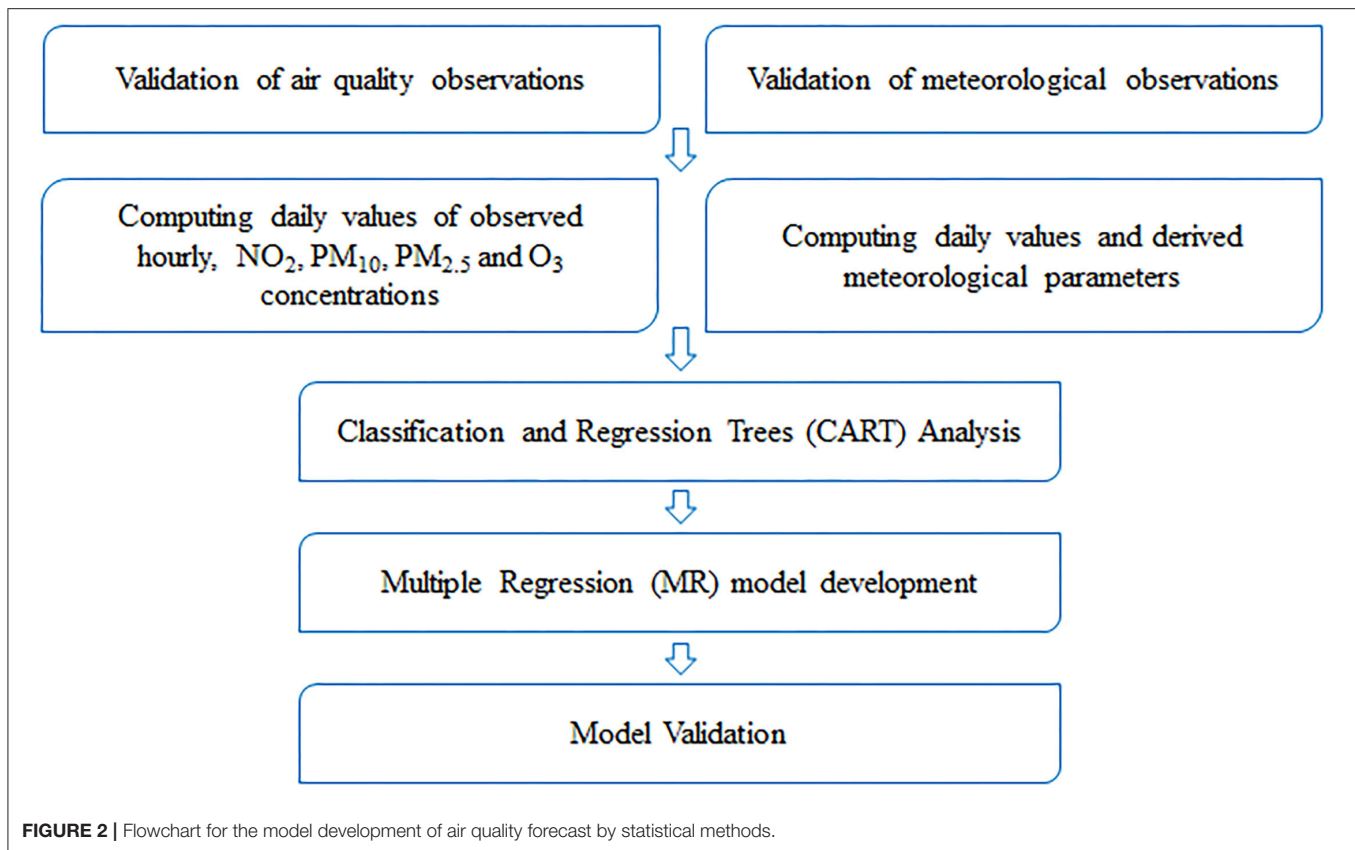 Validation of air quality observations
Validation of meteorological observations
Computing daily values of observed
hourly, NO₂, PM₁₀, PM₂.₅ and O₃
concentrations
Computing daily values and derived
meteorological parameters
Classification and Regression Trees (CART) Analysis
Multiple Regression (MR) model development
Model Validation
FIGURE 2 | Flowchart for the model development of air quality forecast by statistical methods.